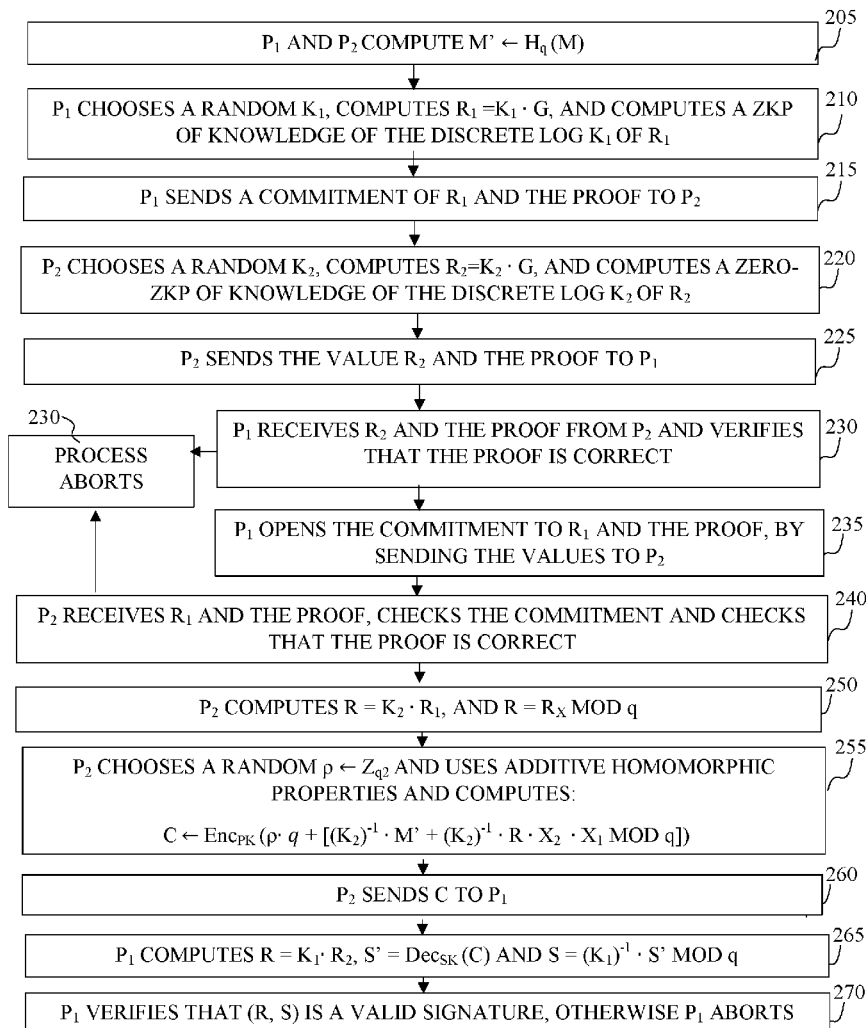 205
P₁ AND P₂ COMPUTE M' ← H_q (M)
210
P₁ CHOOSES A RANDOM K₁, COMPUTES R₁ =K₁ · G, AND COMPUTES A ZKP
OF KNOWLEDGE OF THE DISCRETE LOG K₁ OF R₁
215
P₁ SENDS A COMMITMENT OF R₁ AND THE PROOF TO P₂
220
P₂ CHOOSES A RANDOM K₂, COMPUTES R₂=K₂ · G, AND COMPUTES A ZERO-
ZKP OF KNOWLEDGE OF THE DISCRETE LOG K₂ OF R₂
225
P₂ SENDS THE VALUE R₂ AND THE PROOF TO P₁
230
PROCESS
ABORTS
230
P₁ RECEIVES R₂ AND THE PROOF FROM P₂ AND VERIFIES
THAT THE PROOF IS CORRECT
235
P₁ OPENS THE COMMITMENT TO R₁ AND THE PROOF, BY
SENDING THE VALUES TO P₂
240
P₂ RECEIVES R₁ AND THE PROOF, CHECKS THE COMMITMENT AND CHECKS
THAT THE PROOF IS CORRECT
250
P₂ COMPUTES R = K₂ · R₁, AND R = R_X MOD q
255
P₂ CHOOSES A RANDOM ρ ← Z_q2 AND USES ADDITIVE HOMOMORPHIC
PROPERTIES AND COMPUTES:
C ← Enc_PK (ρ· q + [(K₂)⁻¹ · M' + (K₂)⁻¹ · R · X₂ · X₁ MOD q])
260
P₂ SENDS C TO P₁
265
P₁ COMPUTES R = K₁· R₂, S' = Dec_SK (C) AND S = (K₁)⁻¹ · S' MOD q
270
P₁ VERIFIES THAT (R, S) IS A VALID SIGNATURE, OTHERWISE P₁ ABORTS